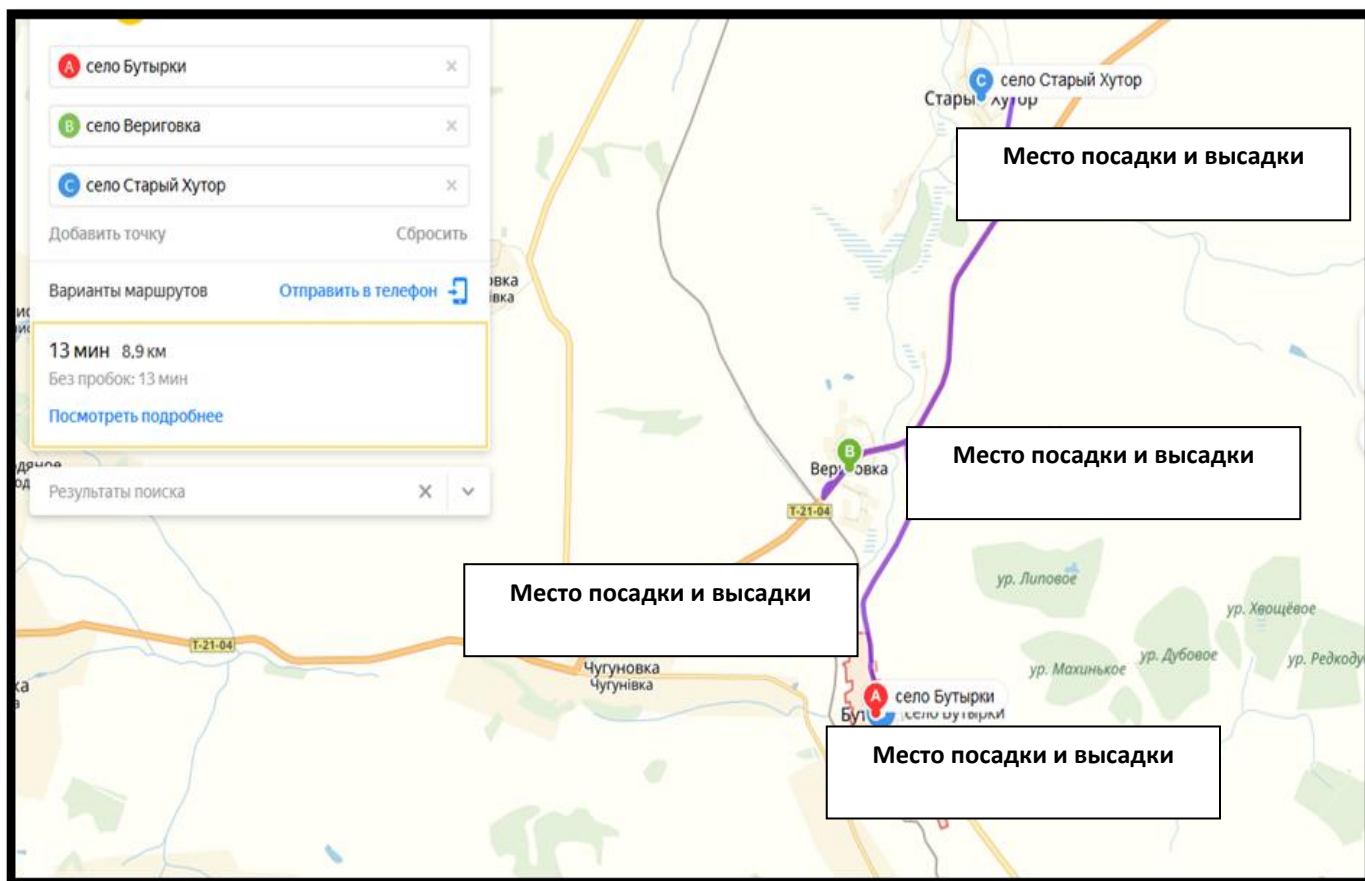 село Бутырки
село Вериговка
село Старый Хутор
Добавить точку
Сбросить
Варианты маршрутов
Отправить в телефон
13 мин 8,9 км
Без пробок: 13 мин
Посмотреть подробнее
Результаты поиска
A
B
C
C
село Старый Хутор
Хутор
Место посадки и высадки
B
Место посадки и высадки
Т-21-04
ур. Липовое
Место посадки и высадки
ур. Хвощёвое
Т-21-04
ур. Дубовое
ур. Махинькое
Чугуновка
Чугунівка
A
село Бутырки
село Бутырки
Место посадки и высадки